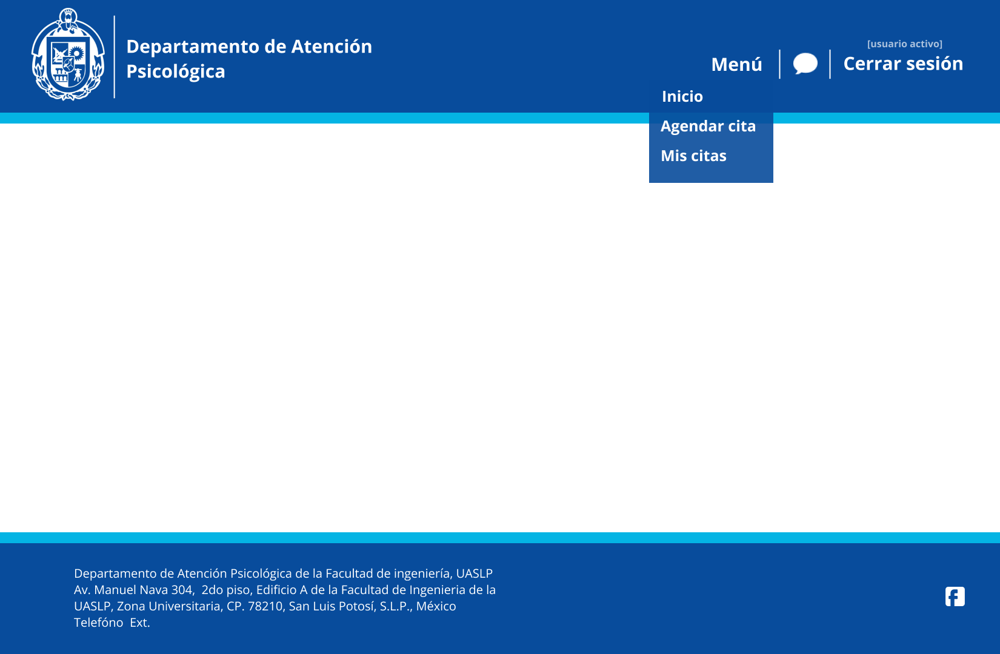 Departamento de Atención
Psicológica
[usuario activo]
Menú
Cerrar sesión
Inicio
Agendar cita
Mis citas
Departamento de Atención Psicológica de la Facultad de ingeniería, UASLP
Av. Manuel Nava 304,  2do piso, Edificio A de la Facultad de Ingenieria de la
UASLP, Zona Universitaria, CP. 78210, San Luis Potosí, S.L.P., México
Telefóno  Ext.